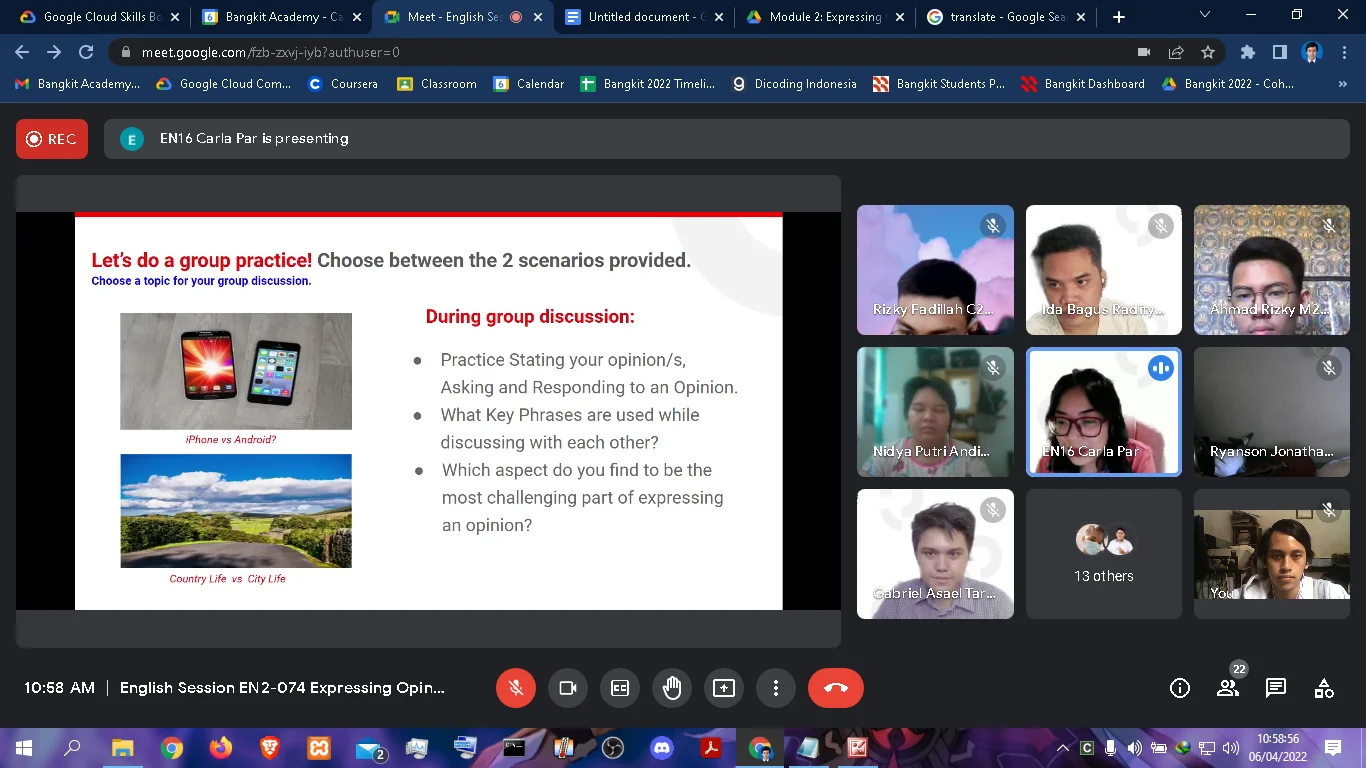 Google Cloud Skills Bo
Bangkit Academy - Ca
Meet - English Ses
Untitled document - G
Module 2: Expressing
translate - Google Sea
meet.google.com/fzb-zxvj-iyb?authuser=0
Bangkit Academy...
Google Cloud Com...
Coursera
Classroom
Calendar
Bangkit 2022 Timeli...
Dicoding Indonesia
Bangkit Students P...
Bangkit Dashboard
Bangkit 2022 - Coh...
REC
E
EN16 Carla Par is presenting
Let's do a group practice! Choose between the 2 scenarios provided.
Choose a topic for your group discussion.
iPhone vs Android?
Country Life vs City Life
During group discussion:
● Practice Stating your opinion/s,
Asking and Responding to an Opinion.
● What Key Phrases are used while
discussing with each other?
● Which aspect do you find to be the
most challenging part of expressing
an opinion?
Rizky Fadillah C2...
Ida Bagus Radity...
Ahmad Rizky M2...
Nidya Putri Andi...
EN16 Carla Par
Ryanson Jonatha...
Gabriel Asael Tar...
13 others
You
10:58 AM | English Session EN2-074 Expressing Opin...
22
2
10:58:56
06/04/2022